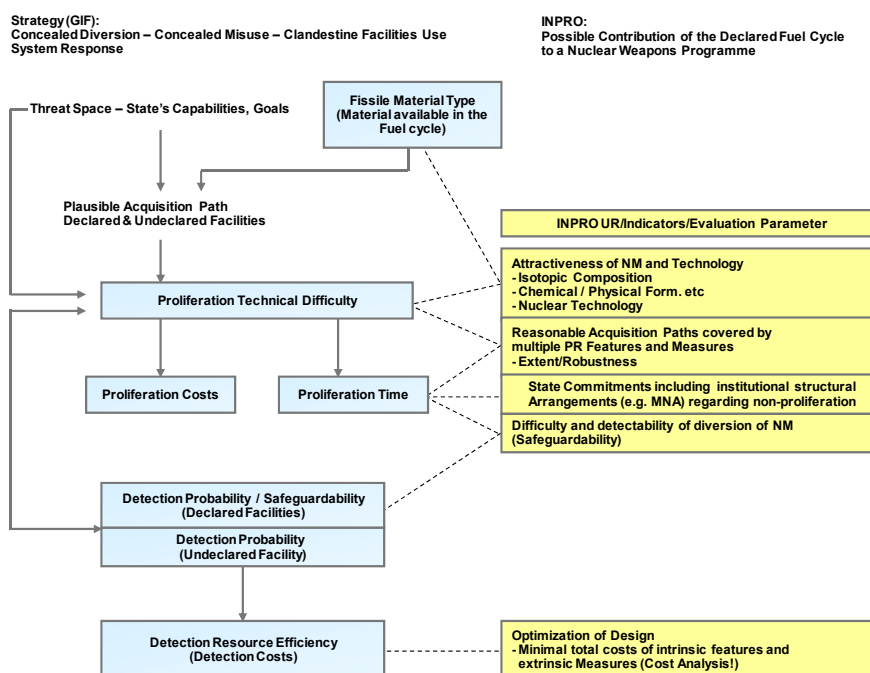 Strategy (GIF):
Concealed Diversion – Concealed Misuse – Clandestine Facilities Use
System Response
INPRO:
Possible Contribution of the Declared Fuel Cycle
to a Nuclear Weapons Programme
Threat Space – State's Capabilities, Goals
Fissile Material Type
(Material available in the
Fuel cycle)
Plausible Acquisition Path
Declared & Undeclared Facilities
INPRO UR/Indicators/Evaluation Parameter
Attractiveness of NM and Technology
- Isotopic Composition
- Chemical / Physical Form. etc
- Nuclear Technology
Proliferation Technical Difficulty
Reasonable Acquisition Paths covered by
multiple PR Features and Measures
- Extent/Robustness
Proliferation Costs
Proliferation Time
State Commitments including institutional structural
Arrangements (e.g. MNA) regarding non-proliferation
Difficulty and detectability of diversion of NM
(Safeguardability)
Detection Probability / Safeguardability
(Declared Facilities)
Detection Probability
(Undeclared Facility)
Detection Resource Efficiency
(Detection Costs)
Optimization of Design
- Minimal total costs of intrinsic features and
extrinsic Measures (Cost Analysis!)